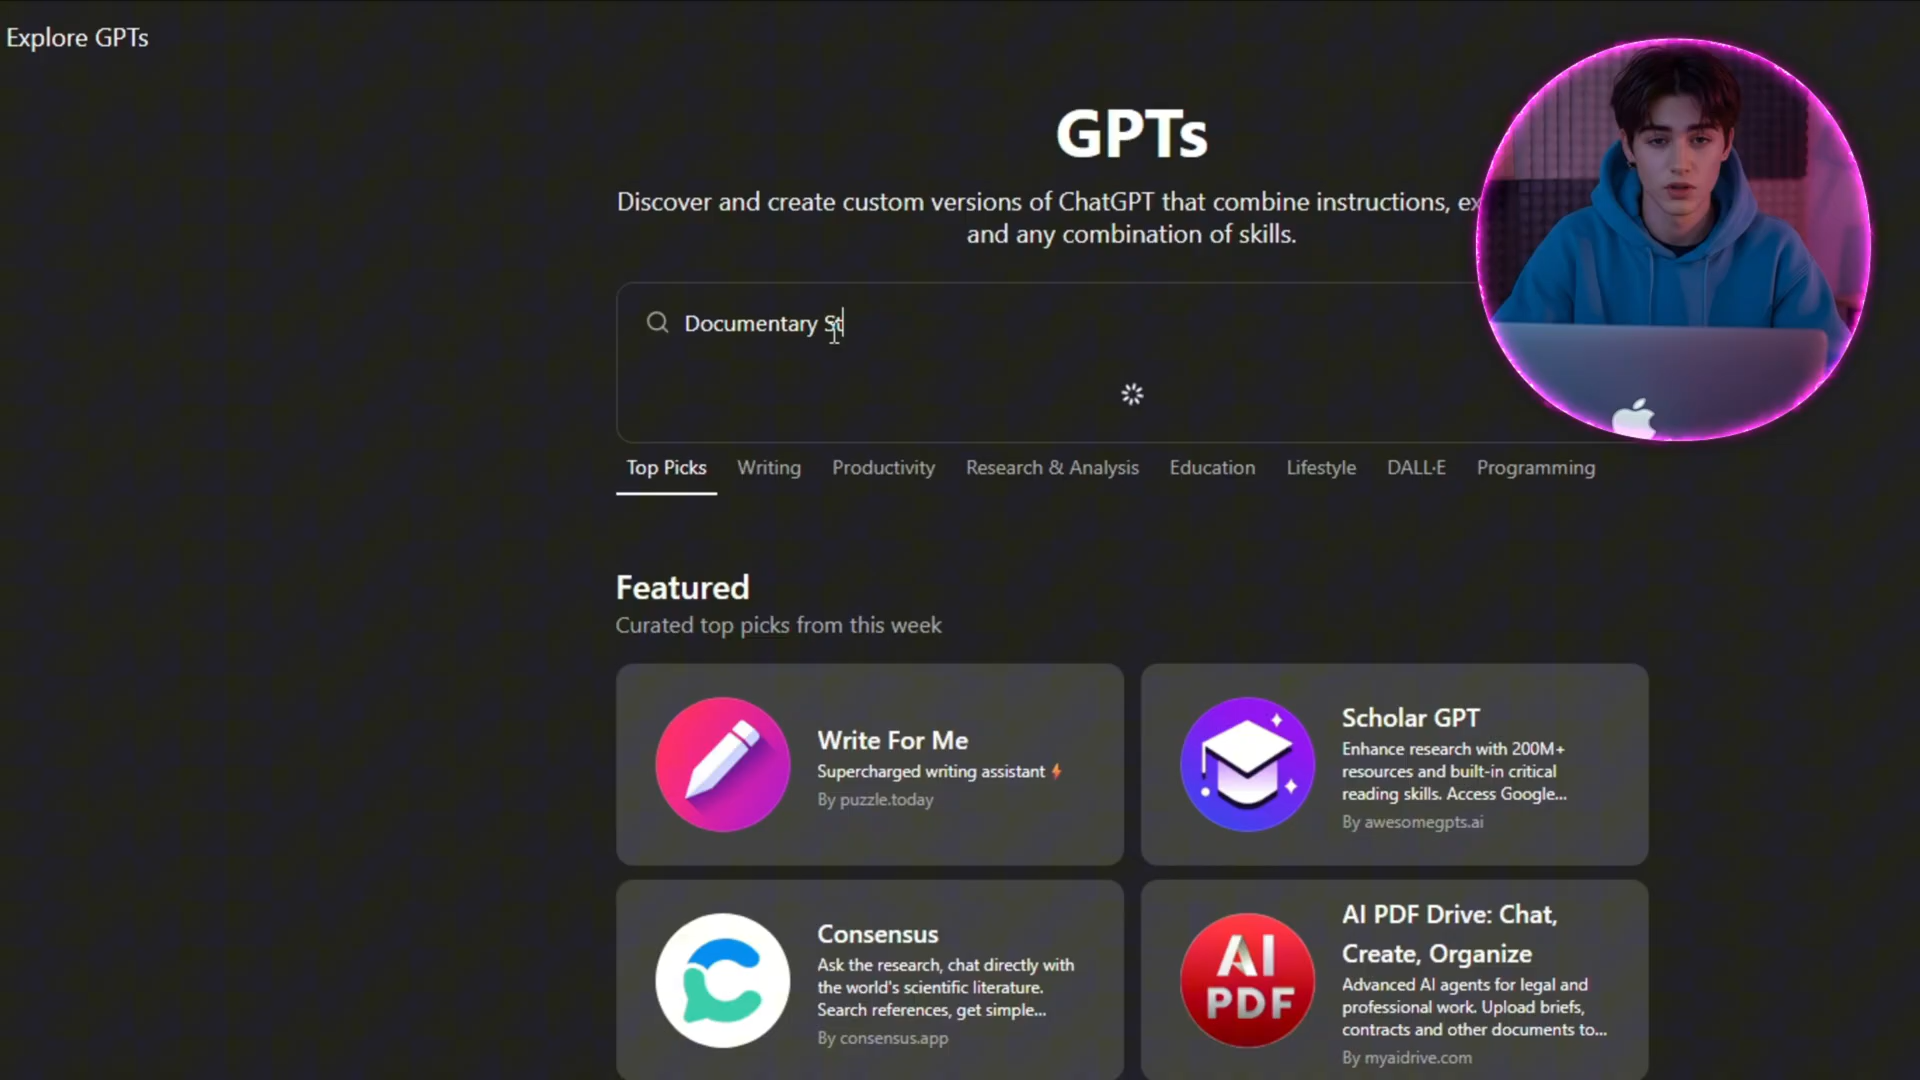 Explore GPTs
GPTs
Discover and create custom versions of ChatGPT that combine instructions, ex
and any combination of skills.
Documentary St
Top Picks Writing Productivity Research & Analysis Education Lifestyle DALL·E Programming
Featured
Curated top picks from this week
Write For Me
Supercharged writing assistant
By puzzle.today
Scholar GPT
Enhance research with 200M+
resources and built-in critical
reading skills. Access Google...
By awesomegpts.ai
Consensus
Ask the research, chat directly with
the world's scientific literature.
Search references, get simple...
By consensus.app
AI
PDF
AI PDF Drive: Chat,
Create, Organize
Advanced AI agents for legal and
professional work. Upload briefs,
contracts and other documents to...
By myaidrive.com